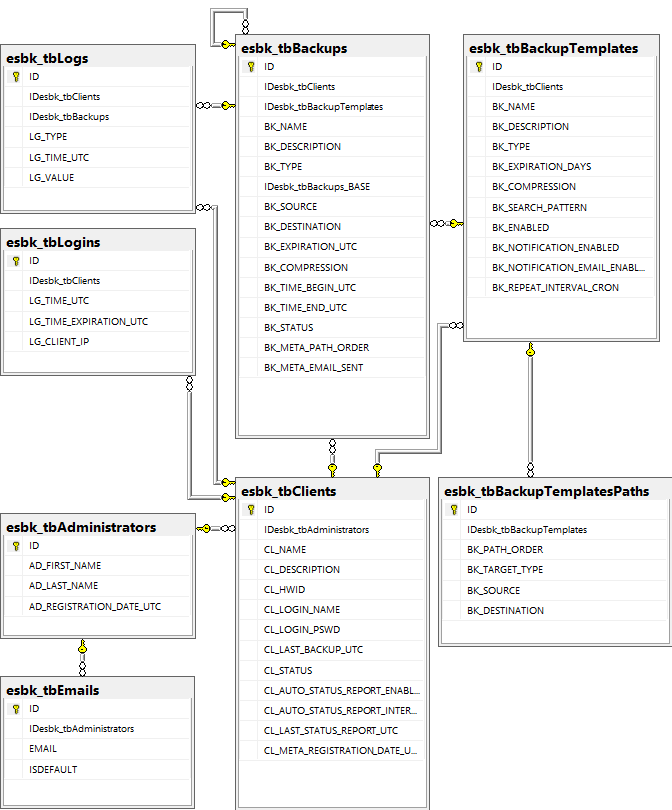 esbk_tbLogs
ID
IDesbk_tbClients
IDesbk_tbBackups
LG_TYPE
LG_TIME_UTC
LG_VALUE
esbk_tbLogins
ID
IDesbk_tbClients
LG_TIME_UTC
LG_TIME_EXPIRATION_UTC
LG_CLIENT_IP
esbk_tbBackups
ID
IDesbk_tbClients
IDesbk_tbBackupTemplates
BK_NAME
BK_DESCRIPTION
BK_TYPE
IDesbk_tbBackups_BASE
BK_SOURCE
BK_DESTINATION
BK_EXPIRATION_UTC
BK_COMPRESSION
BK_TIME_BEGIN_UTC
BK_TIME_END_UTC
BK_STATUS
BK_META_PATH_ORDER
BK_META_EMAIL_SENT
esbk_tbBackupTemplates
ID
IDesbk_tbClients
BK_NAME
BK_DESCRIPTION
BK_TYPE
BK_EXPIRATION_DAYS
BK_COMPRESSION
BK_SEARCH_PATTERN
BK_ENABLED
BK_NOTIFICATION_ENABLED
BK_NOTIFICATION_EMAIL_ENABL...
BK_REPEAT_INTERVAL_CRON
esbk_tbAdministrators
ID
AD_FIRST_NAME
AD_LAST_NAME
AD_REGISTRATION_DATE_UTC
esbk_tbEmails
ID
IDesbk_tbAdministrators
EMAIL
ISDEFAULT
esbk_tbClients
ID
IDesbk_tbAdministrators
CL_NAME
CL_DESCRIPTION
CL_HWID
CL_LOGIN_NAME
CL_LOGIN_PSWD
CL_LAST_BACKUP_UTC
CL_STATUS
CL_AUTO_STATUS_REPORT_ENABL...
CL_AUTO_STATUS_REPORT_INTER...
CL_LAST_STATUS_REPORT_UTC
CL_META_REGISTRATION_DATE_U...
esbk_tbBackupTemplatesPaths
ID
IDesbk_tbBackupTemplates
BK_PATH_ORDER
BK_TARGET_TYPE
BK_SOURCE
BK_DESTINATION